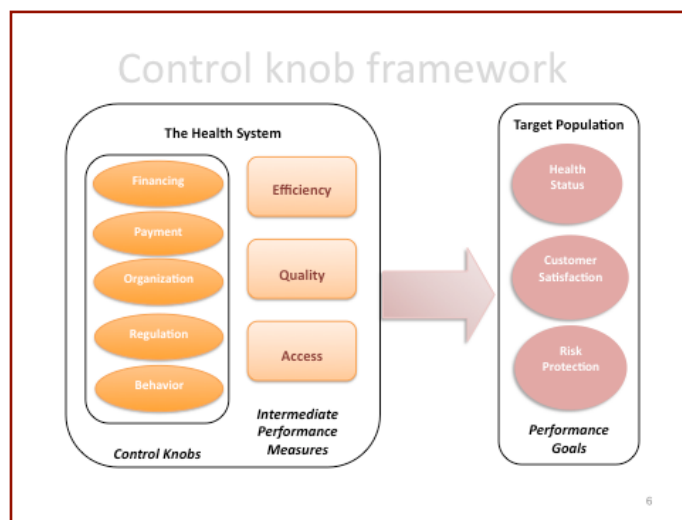 Control knob framework
The Health System
Financing
Payment
Organization
Regulation
Behavior
Control Knobs
Efficiency
Quality
Access
Intermediate
Performance
Measures
Target Population
Health
Status
Customer
Satisfaction
Risk
Protection
Performance
Goals
6